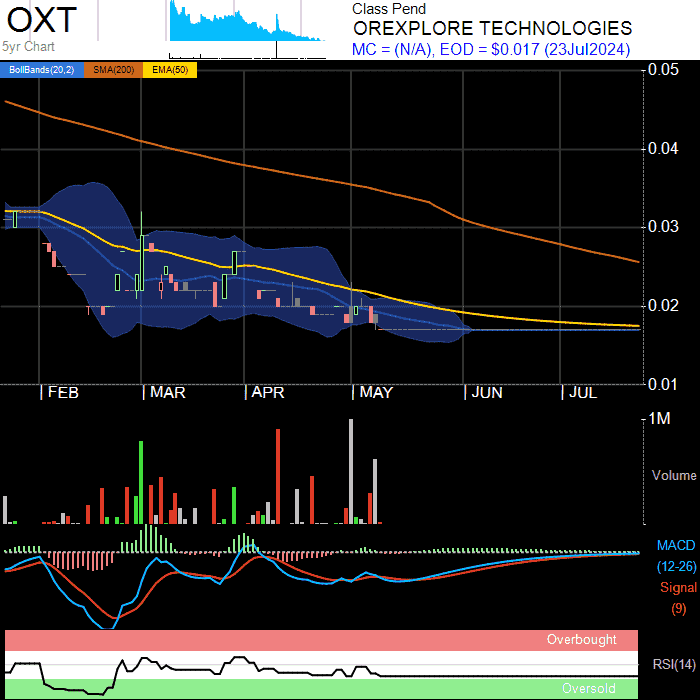 OXT
5yr Chart
Class Pend
OREXPLORE TECHNOLOGIES
MC = (N/A), EOD = $0.017 (23Jul2024)
BollBands(20,2) SMA(200) EMA(50)
0.05
0.04
0.03
0.02
0.01
FEB MAR APR MAY JUN JUL
1M
Volume
MACD
(12-26)
Signal
(9)
Overbought
RSI(14)
Oversold